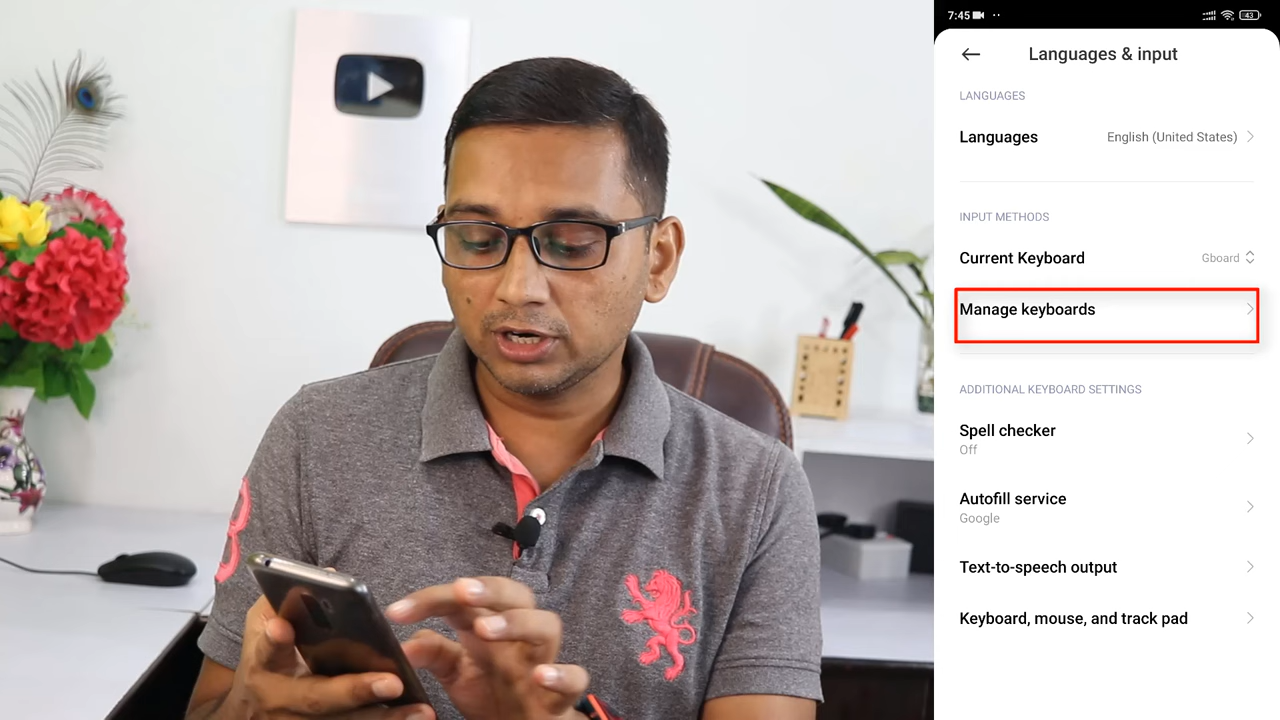 7:45
43
Languages & input
LANGUAGES
Languages English (United States)
INPUT METHODS
Current Keyboard Gboard
Manage keyboards
ADDITIONAL KEYBOARD SETTINGS
Spell checker
Off
Autofill service
Google
Text-to-speech output
Keyboard, mouse, and track pad